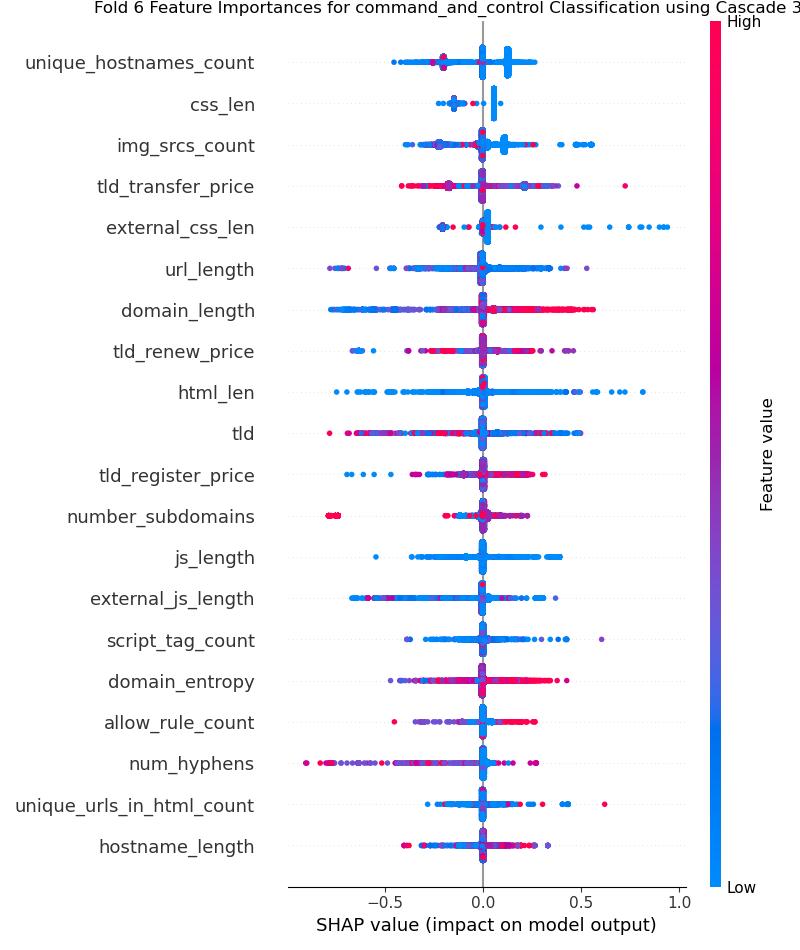 Fold 6 Feature Importances for command_and_control Classification using Cascade 3
High
unique_hostnames_count
css_len
img_srcs_count
tld_transfer_price
external_css_len
url_length
domain_length
tld_renew_price
html_len
tld
tld_register_price
number_subdomains
js_length
external_js_length
script_tag_count
domain_entropy
allow_rule_count
num_hyphens
unique_urls_in_html_count
hostname_length
Feature value
Low
−0.5 0.0 0.5 1.0
SHAP value (impact on model output)